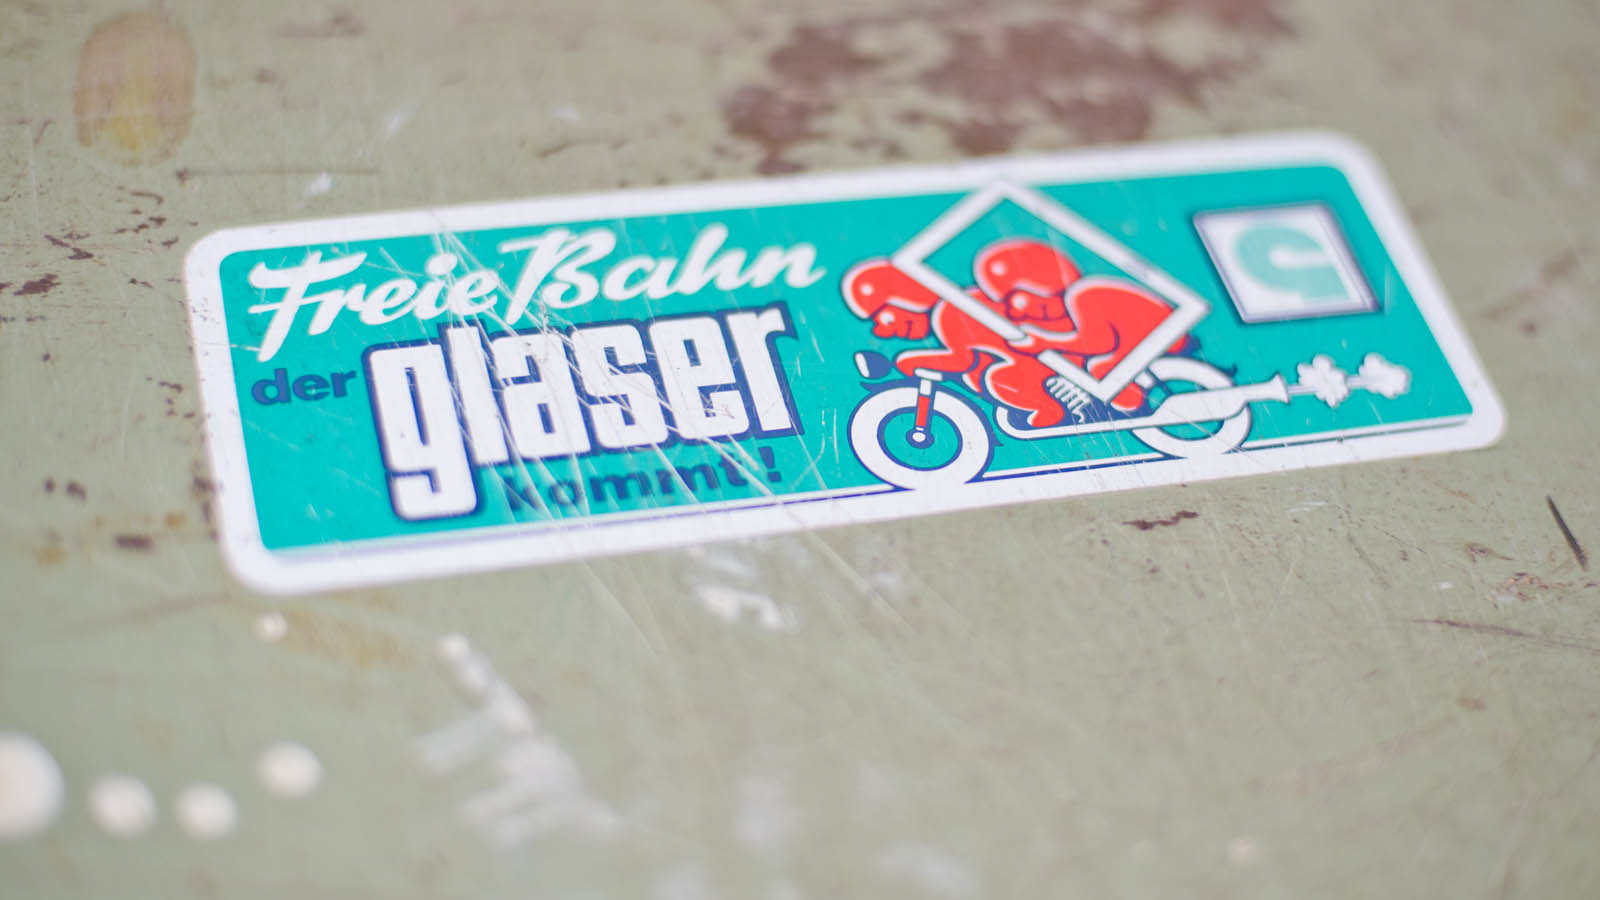 Freie Bahn
der glaser
kommt!